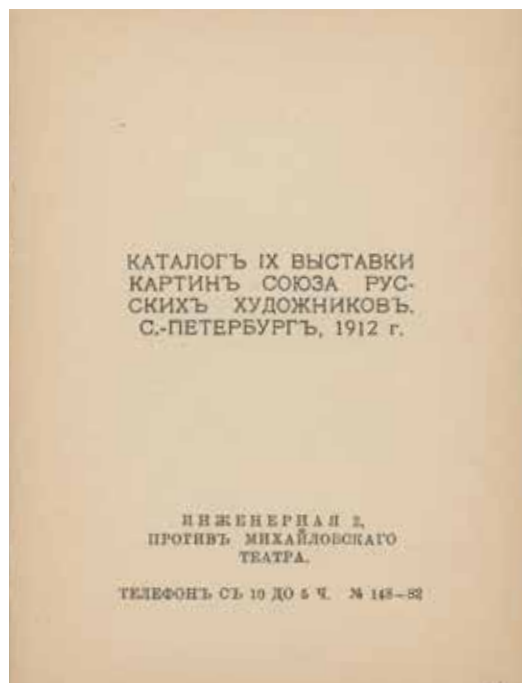 КАТАЛОГЪ IX ВЫСТАВКИ
КАРТИНЪ СОЮЗА РУС-
СКИХЪ ХУДОЖНИКОВЪ.
С.-ПЕТЕРБУРГЪ, 1912 г.
ИНЖЕНЕРНАЯ 2,
ПРОТИВЪ МИХАЙЛОВСКАГО
ТЕАТРА.
ТЕЛЕФОНЪ СЪ 10 ДО 5 Ч. № 148—82